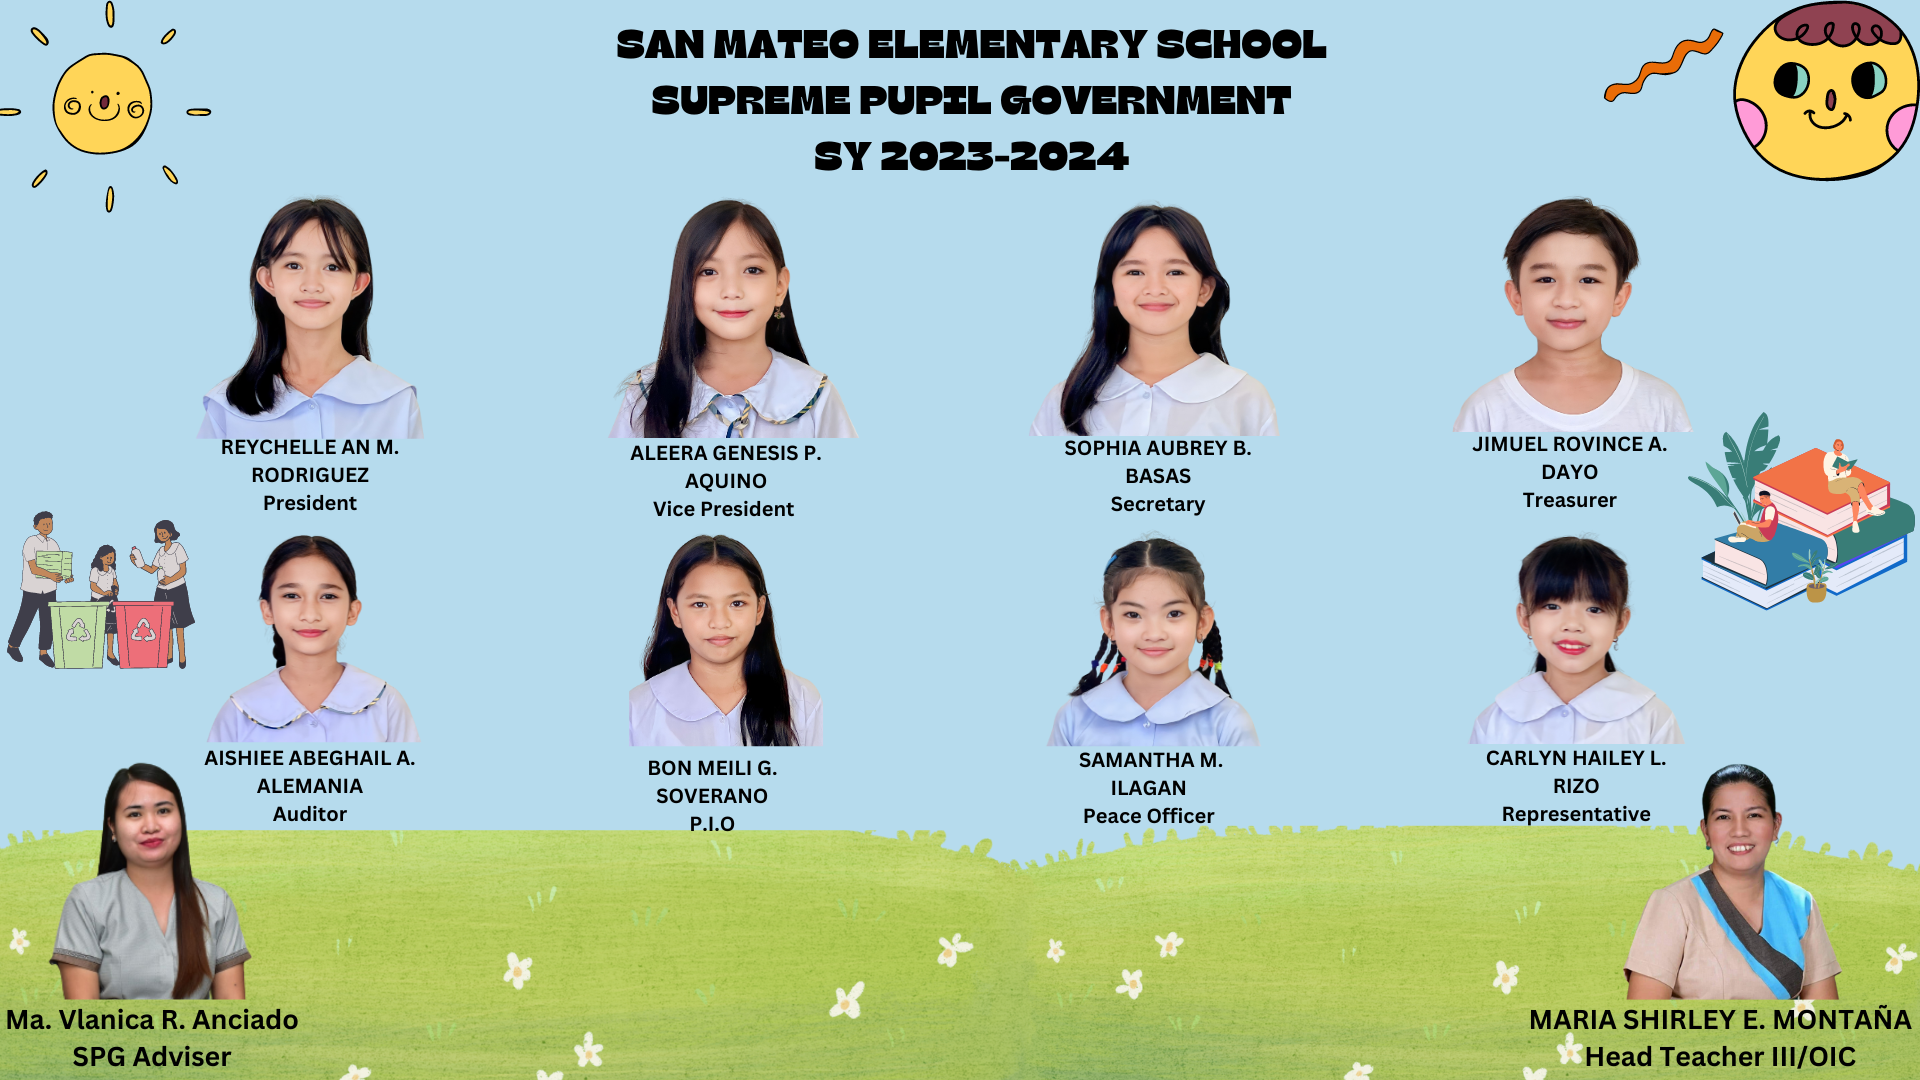 SAN MATEO ELEMENTARY SCHOOL
SUPREME PUPIL GOVERNMENT
SY 2023-2024
REYCHELLE AN M.
RODRIGUEZ
President
ALEERA GENESIS P.
AQUINO
Vice President
SOPHIA AUBREY B.
BASAS
Secretary
JIMUEL ROVINCE A.
DAYO
Treasurer
AISHIEE ABEGHAIL A.
ALEMANIA
Auditor
BON MEILI G.
SOVERANO
P.I.O
SAMANTHA M.
ILAGAN
Peace Officer
CARLYN HAILEY L.
RIZO
Representative
Ma. Vlanica R. Anciado
SPG Adviser
MARIA SHIRLEY E. MONTAÑA
Head Teacher III/OIC